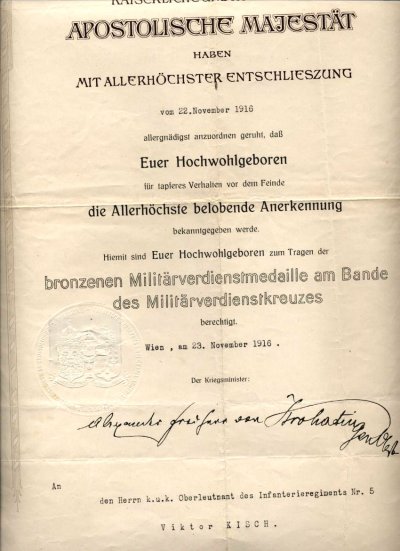 KAISERLICHE UND
APOSTOLISCHE MAJESTÄT
HABEN
MIT ALLERHÖCHSTER ENTSCHLIESZUNG
vom 22.November 1916
allergnädigst anzuordnen geruht, daß
Euer Hochwohlgeboren
für tapferes Verhalten vor dem Feinde
die Allerhöchste belobende Anerkennung
bekanntgegeben werde.
Hiemit sind Euer Hochwohlgeboren zum Tragen der
bronzenen Militärverdienstmedaille am Bande
des Militärverdienstkreuzes
berechtigt.
Wien , am 23. November 1916 .
Der Kriegsminister:
Alexander Freiherr von Krobatin
An
den Herrn k.u.k. Oberleutnant des Infanterieregiments Nr. 5
Viktor KISCH.